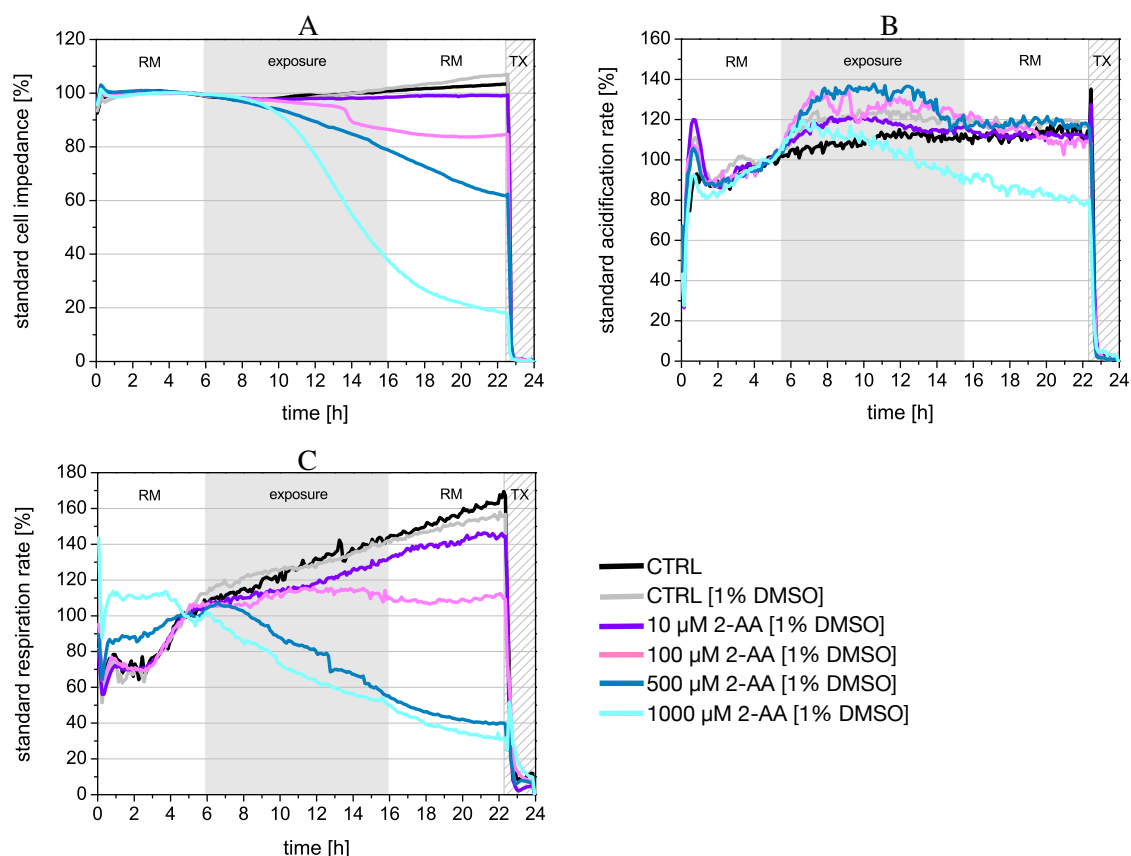 A
standard cell impedance [%]
120
100
80
60
40
20
0
RM
exposure
RM
TX
0 2 4 6 8 10 12 14 16 18 20 22 24
time [h]
B
standard acidification rate [%]
160
140
120
100
80
60
40
20
0
RM
exposure
RM
TX
0 2 4 6 8 10 12 14 16 18 20 22 24
time [h]
C
standard respiration rate [%]
180
160
140
120
100
80
60
40
20
0
RM
exposure
RM
TX
0 2 4 6 8 10 12 14 16 18 20 22 24
time [h]
CTRL
CTRL [1% DMSO]
10 µM 2-AA [1% DMSO]
100 µM 2-AA [1% DMSO]
500 µM 2-AA [1% DMSO]
1000 µM 2-AA [1% DMSO]